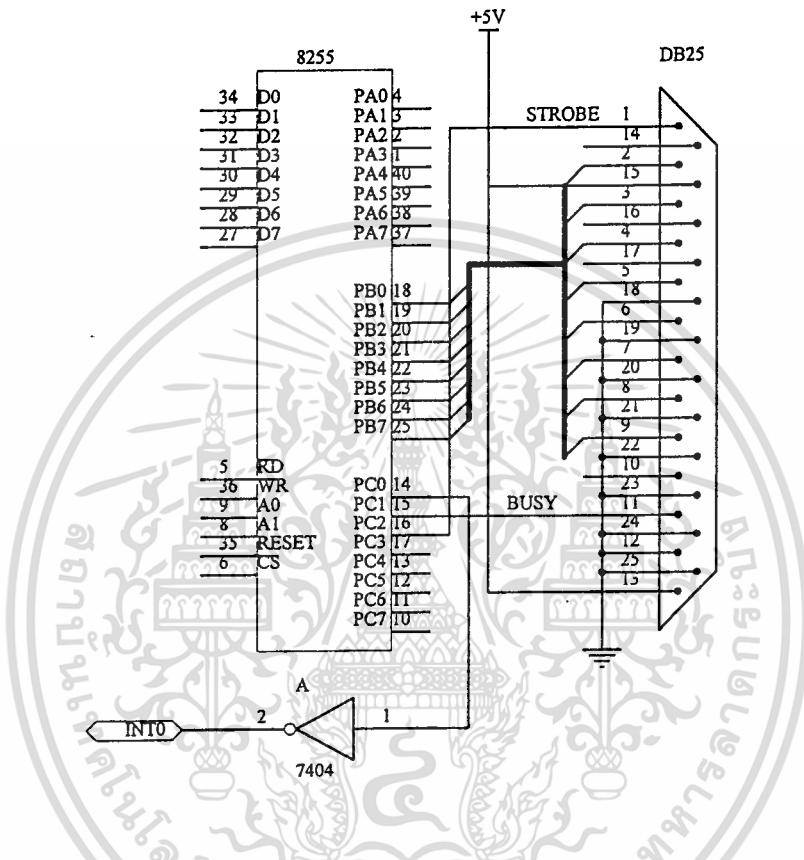 +5V
8255
DB25
34 D0 PA0 4
33 D1 PA1 3
32 D2 PA2 2
31 D3 PA3 1
30 D4 PA4 40
29 D5 PA5 39
28 D6 PA6 38
27 D7 PA7 37
PB0 18
PB1 19
PB2 20
PB3 21
PB4 22
PB5 23
PB6 24
PB7 25
5 RD PC0 14
36 WR PC1 15
9 A0 PC2 16
8 A1 PC3 17
35 RESET PC4 13
6 CS PC5 12
PC6 11
PC7 10
STROBE 1
14
2
15
3
16
4
17
5
18
6
19
7
20
8
21
9
22
10
23
BUSY 11
24
12
25
13
A
INT0 2 1
7404